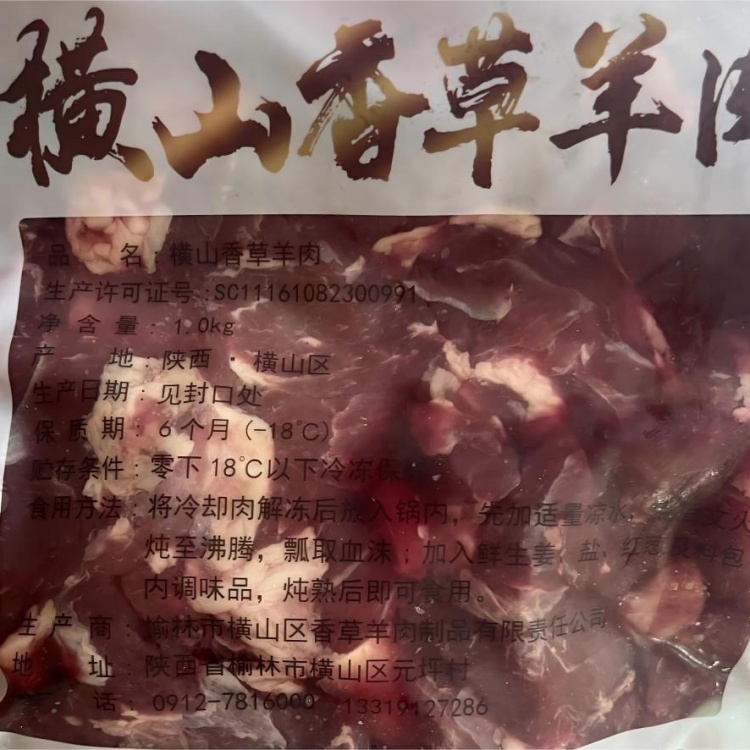 横山香草羊肉
品 名：横山香草羊肉
生产许可证号：SC11161082300991
净 含 量：1.0kg
产 地：陕西·横山区
生产日期：见封口处
保 质 期：6个月（-18℃）
贮存条件：零下18℃以下冷冻保
食用方法：将冷却肉解冻后放入锅内，先加适量凉水，文火
炖至沸腾，瓢取血沫；加入鲜生姜、盐、红葱及料包
内调味品，炖熟后即可食用。
生 产 商：榆林市横山区香草羊肉制品有限责任公司
地 址：陕西省榆林市横山区元坪村
话：0912-7816000 13319127286